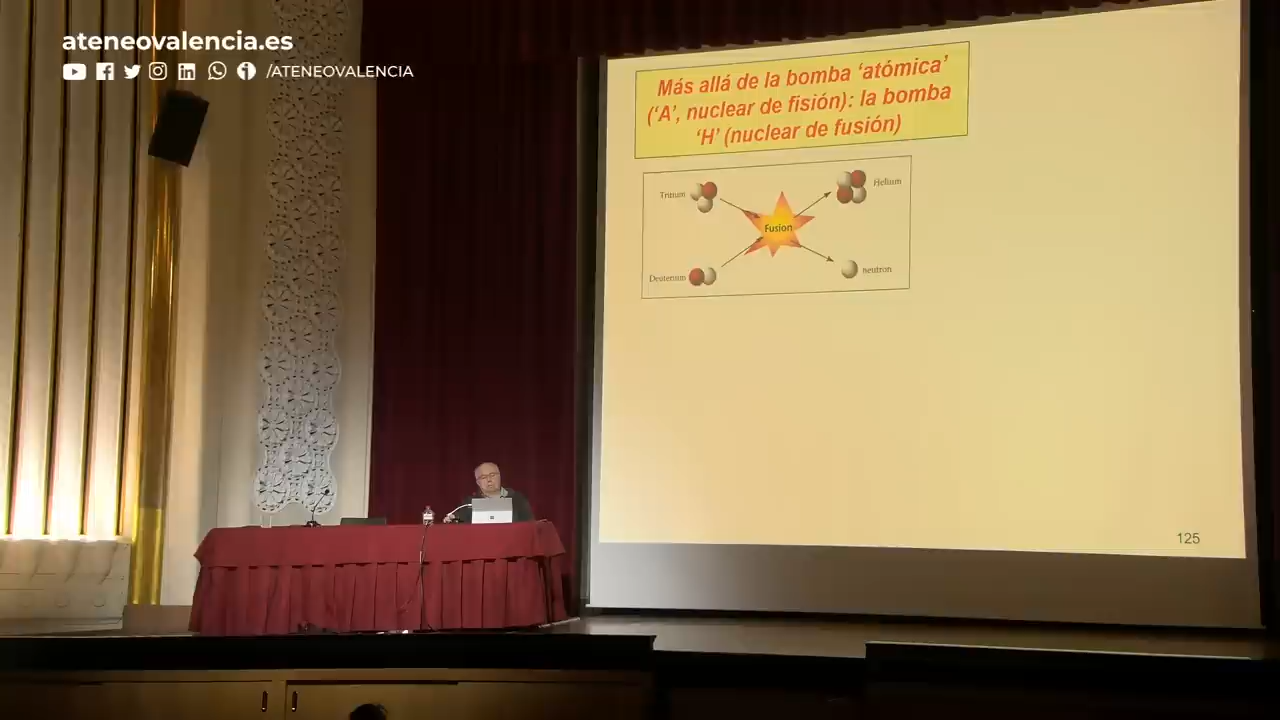 ateneovalencia.es
/ATENEOVALENCIA
Más allá de la bomba ‘atómica’
(‘A’, nuclear de fisión): la bomba
‘H’ (nuclear de fusión)
Tritium
Helium
Fusion
Deuterium
neutron
125